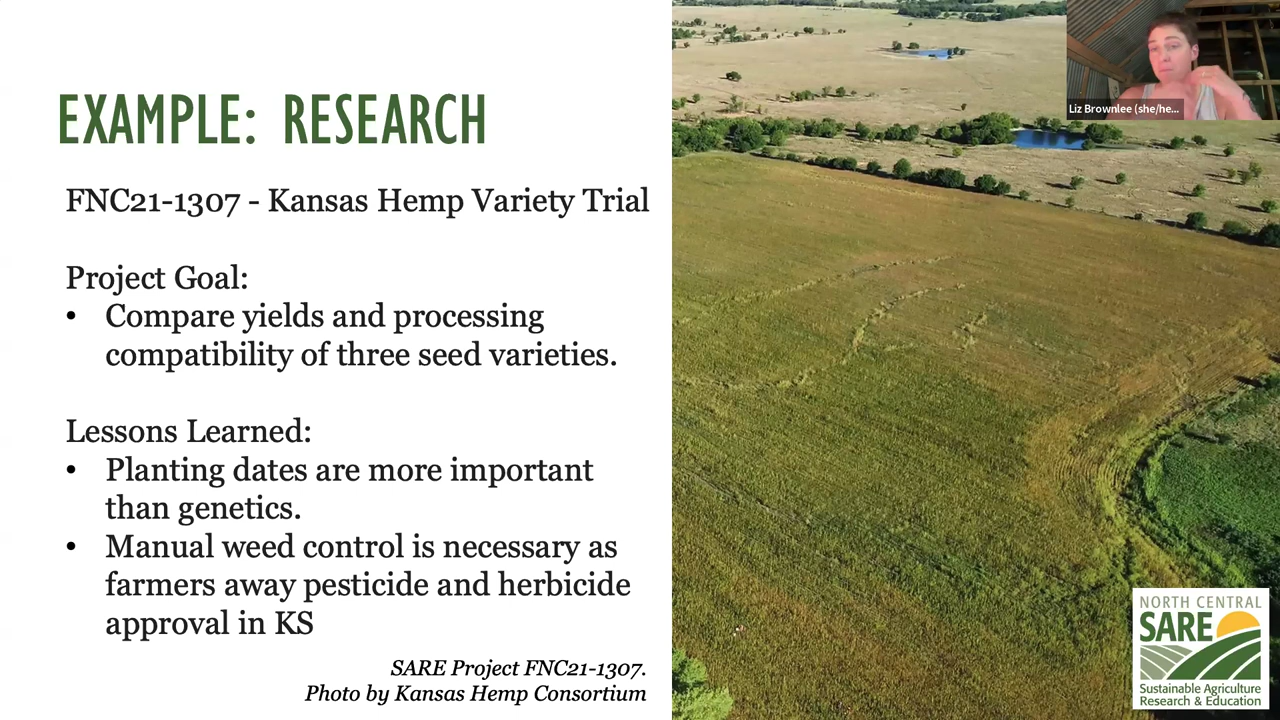 EXAMPLE: RESEARCH
FNC21-1307 - Kansas Hemp Variety Trial
Project Goal:
• Compare yields and processing
compatibility of three seed varieties.
Lessons Learned:
• Planting dates are more important
than genetics.
• Manual weed control is necessary as
farmers away pesticide and herbicide
approval in KS
SARE Project FNC21-1307.
Photo by Kansas Hemp Consortium
Liz Brownlee (she/he...
NORTH CENTRAL
SARE
Sustainable Agriculture
Research & Education